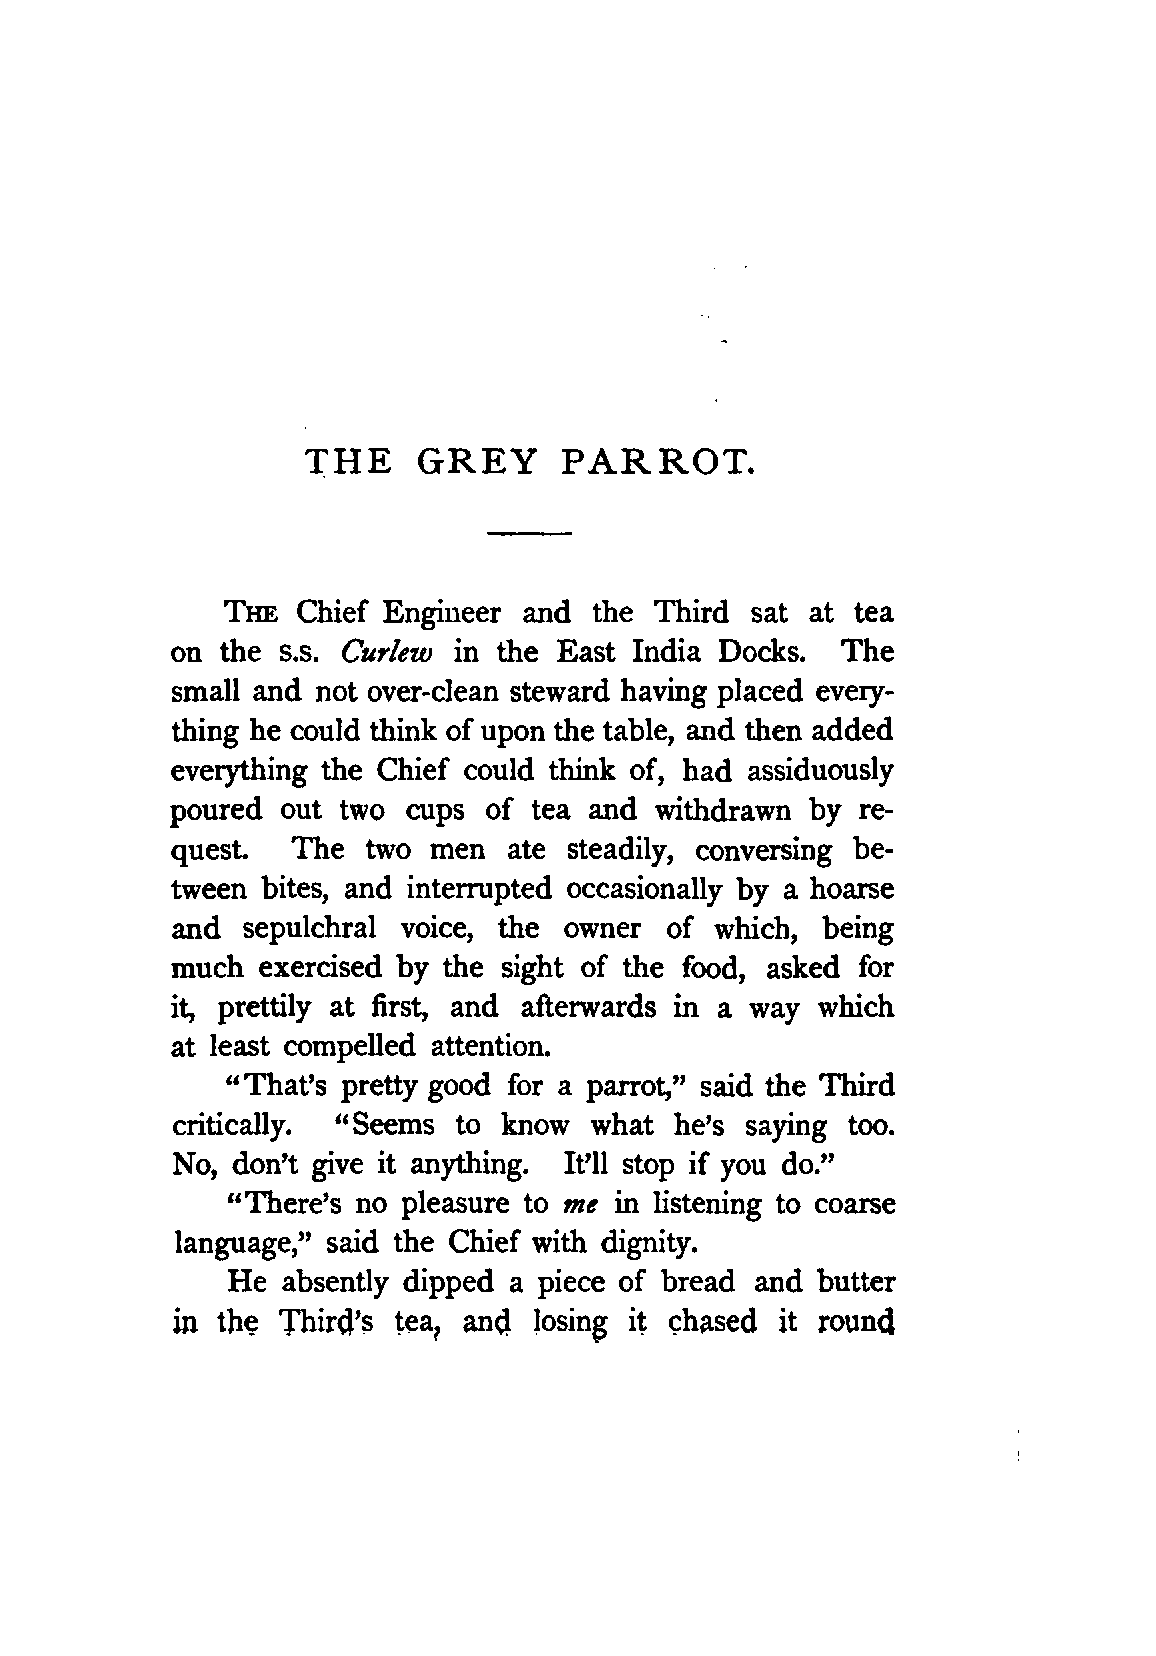 THE GREY PARROT.
THE Chief Engineer and the Third sat at tea
on the s.s. Curlew in the East India Docks. The
small and not over-clean steward having placed every-
thing he could think of upon the table, and then added
everything the Chief could think of, had assiduously
poured out two cups of tea and withdrawn by re-
quest. The two men ate steadily, conversing be-
tween bites, and interrupted occasionally by a hoarse
and sepulchral voice, the owner of which, being
much exercised by the sight of the food, asked for
it, prettily at first, and afterwards in a way which
at least compelled attention.
"That's pretty good for a parrot," said the Third
critically. "Seems to know what he's saying too.
No, don't give it anything. It'll stop if you do."
"There's no pleasure to me in listening to coarse
language," said the Chief with dignity.
He absently dipped a piece of bread and butter
in the Third's tea, and losing it chased it round